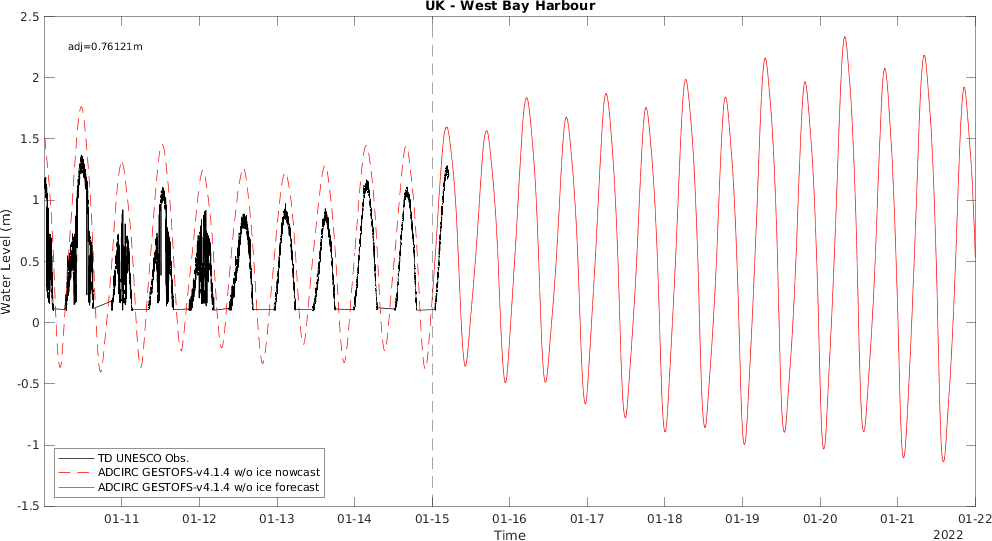 UK - West Bay Harbour
adj=0.76121m
2.5
2
1.5
1
0.5
0
-0.5
-1
-1.5
Water Level (m)
TD UNESCO Obs.
ADCIRC GESTOFS-v4.1.4 w/o ice nowcast
ADCIRC GESTOFS-v4.1.4 w/o ice forecast
01-11 01-12 01-13 01-14 01-15 01-16 01-17 01-18 01-19 01-20 01-21 01-22
Time
2022